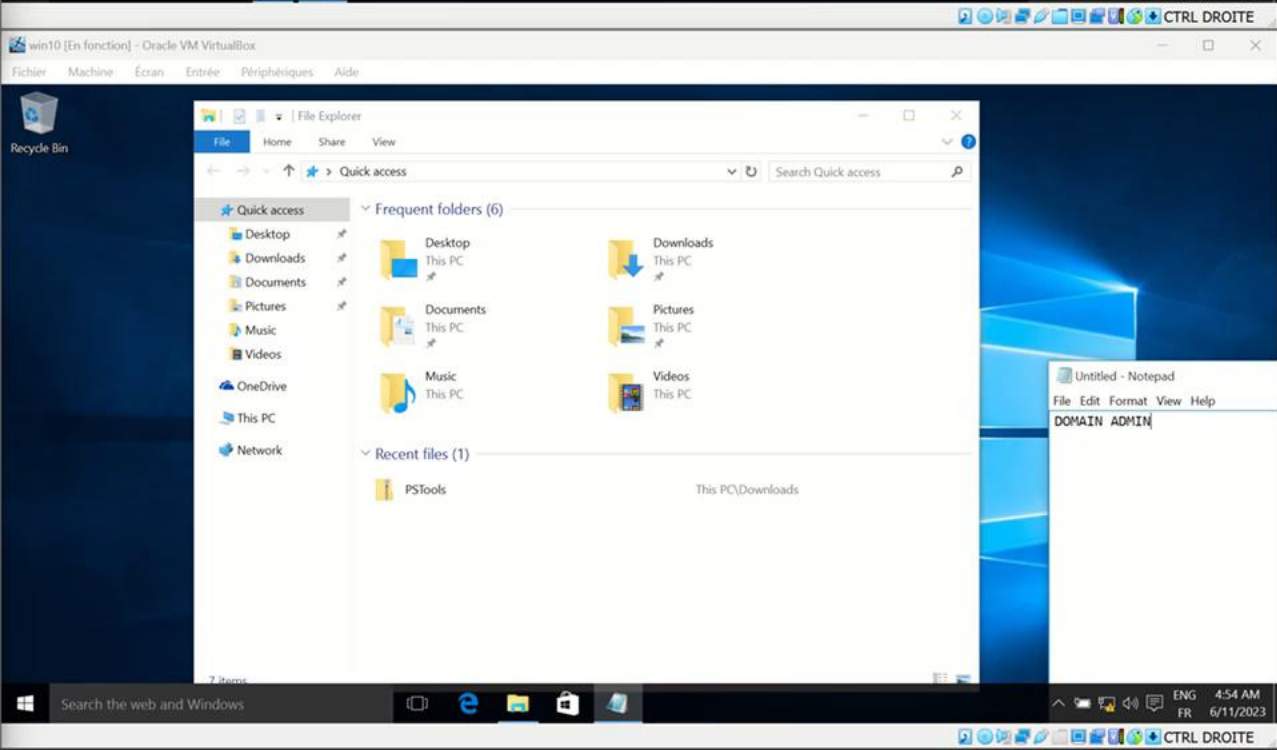 CTRL DROITE
win10 [En fonction] - Oracle VM VirtualBox
Fichier Machine Écran Entrée Périphériques Aide
Recycle Bin
File Explorer
File Home Share View
Quick access
Search Quick access
Quick access
Desktop
Downloads
Documents
Pictures
Music
Videos
OneDrive
This PC
Network
Frequent folders (6)
Desktop
This PC
Downloads
This PC
Documents
This PC
Pictures
This PC
Music
This PC
Videos
This PC
Recent files (1)
PSTools This PC\Downloads
7 items
Untitled - Notepad
File Edit Format View Help
DOMAIN ADMIN
Search the web and Windows
ENG 4:54 AM
FR 6/11/2023
CTRL DROITE